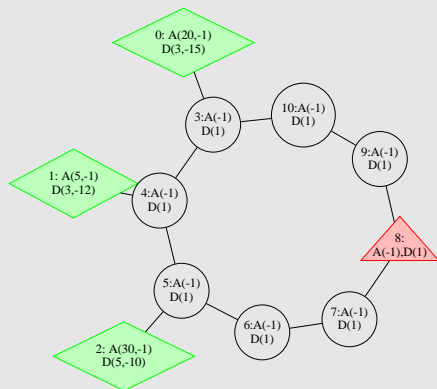 0: A(20,-1)
D(3,-15)
10:A(-1)
D(1)
3:A(-1)
D(1)
9:A(-1)
D(1)
1: A(5,-1)
D(3,-12)
4:A(-1)
D(1)
8:
A(-1),D(1)
5:A(-1)
D(1)
7:A(-1)
D(1)
6:A(-1)
D(1)
2: A(30,-1)
D(5,-10)